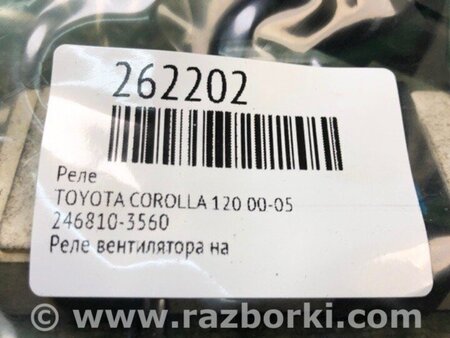 262202
Реле
TOYOTA COROLLA 120 00-05
246810-3560
Реле вентилятора на
www.razborki.com